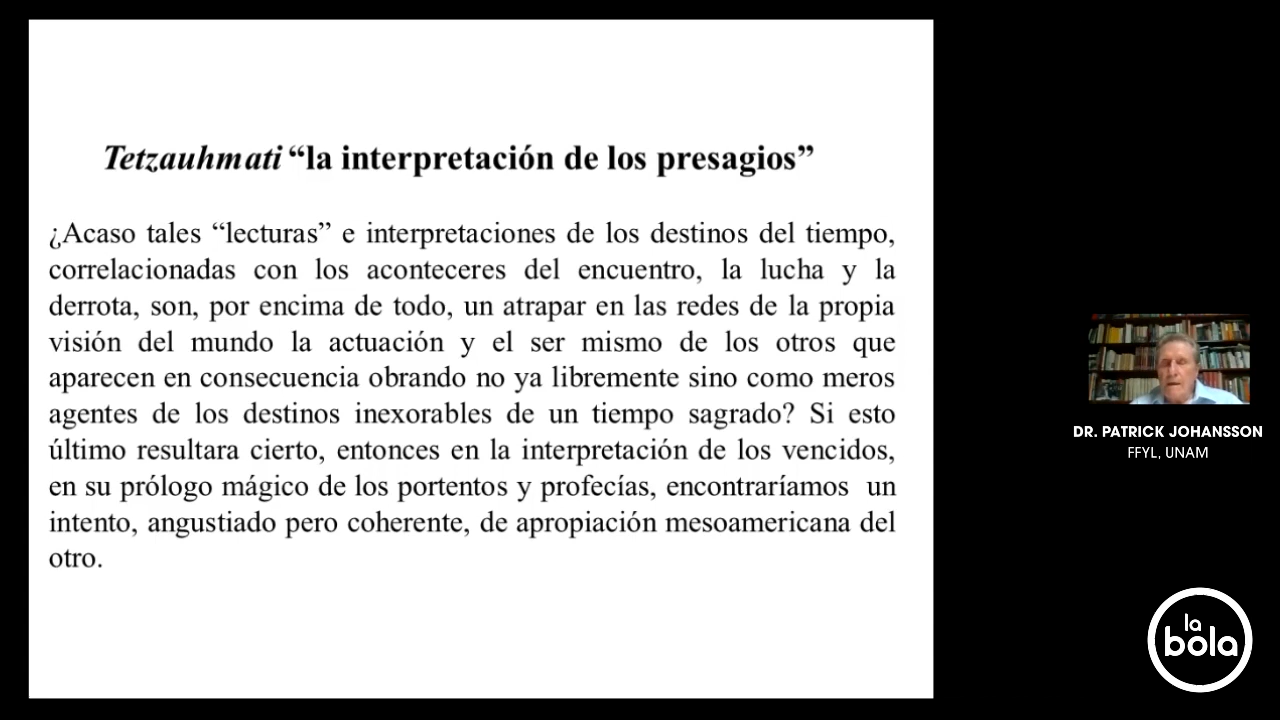 Tetzauhmati “la interpretación de los presagios”
¿Acaso tales “lecturas” e interpretaciones de los destinos del tiempo,
correlacionadas con los aconteceres del encuentro, la lucha y la
derrota, son, por encima de todo, un atrapar en las redes de la propia
visión del mundo la actuación y el ser mismo de los otros que
aparecen en consecuencia obrando no ya libremente sino como meros
agentes de los destinos inexorables de un tiempo sagrado? Si esto
último resultara cierto, entonces en la interpretación de los vencidos,
en su prólogo mágico de los portentos y profecías, encontraríamos un
intento, angustiado pero coherente, de apropiación mesoamericana del
otro.
DR. PATRICK JOHANSSON
FFYL, UNAM
la
bola